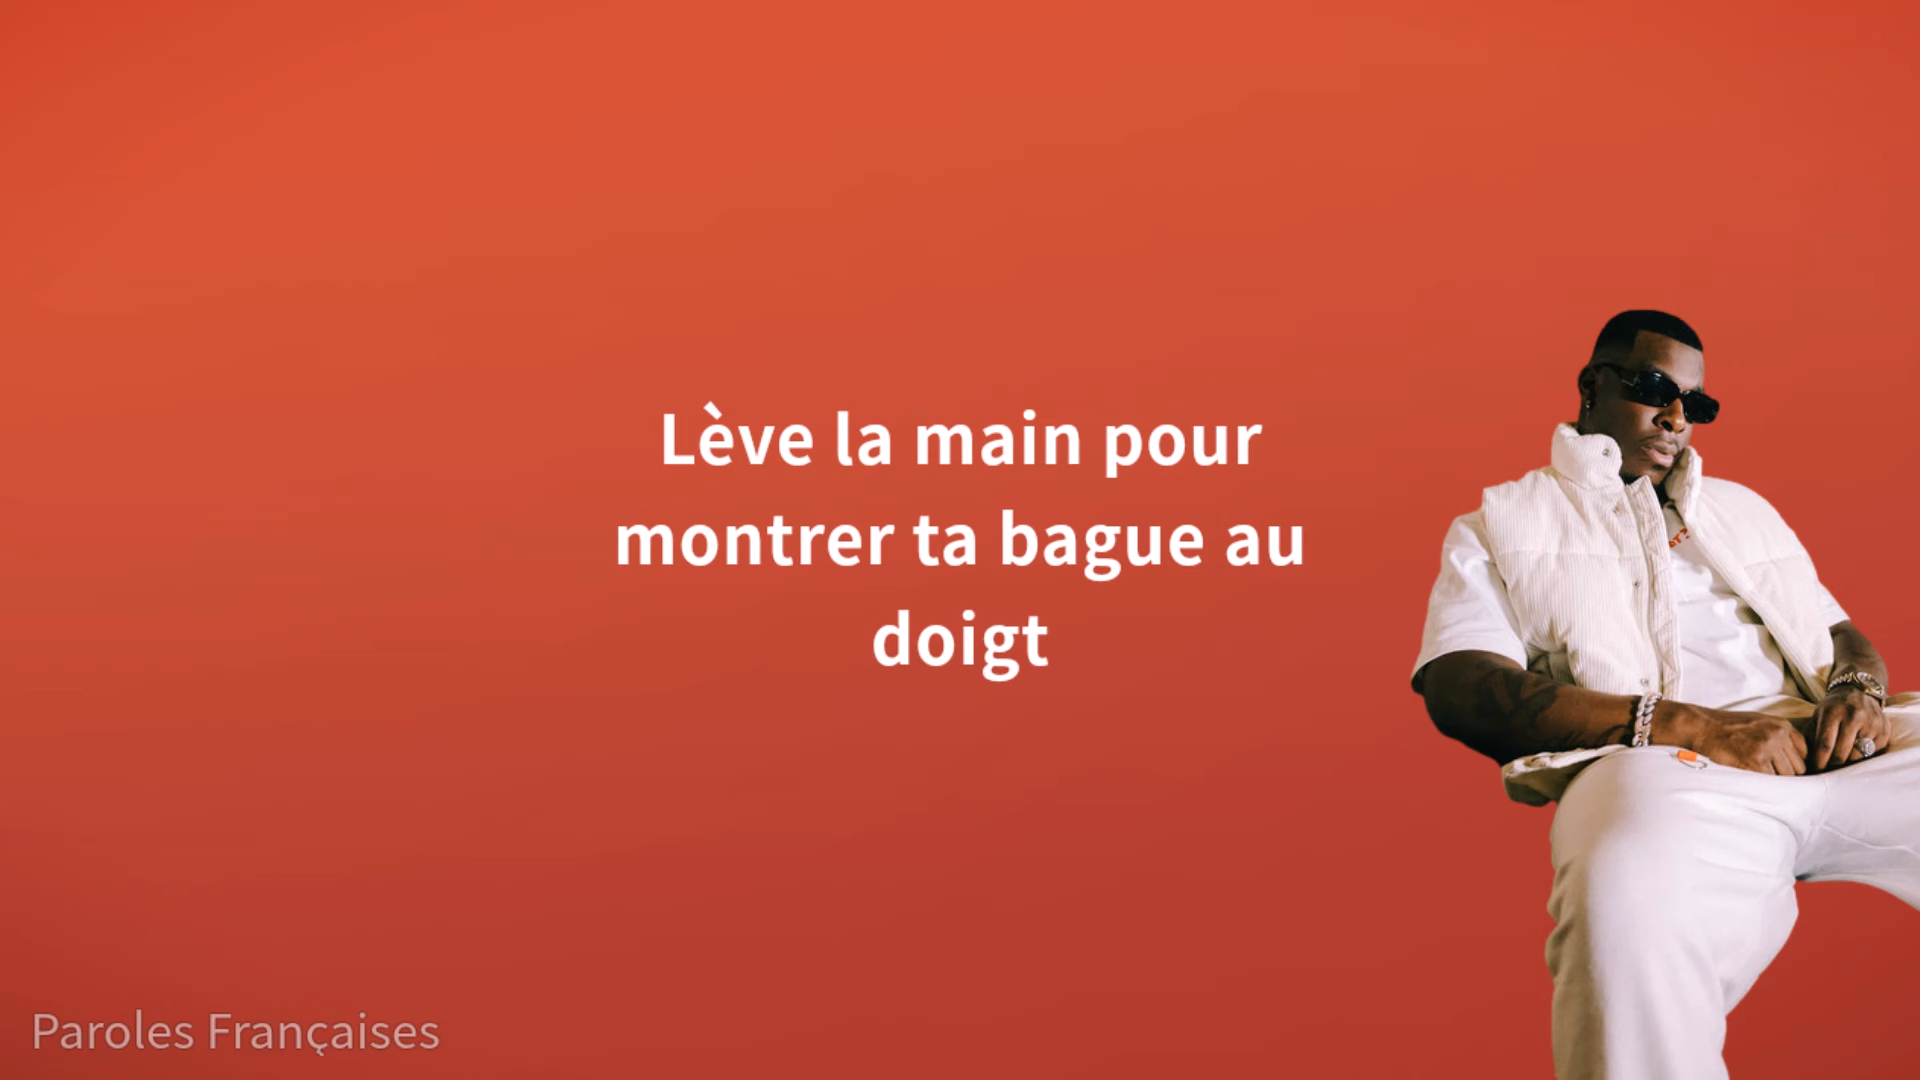 Lève la main pour
montrer ta bague au
doigt
Paroles Françaises